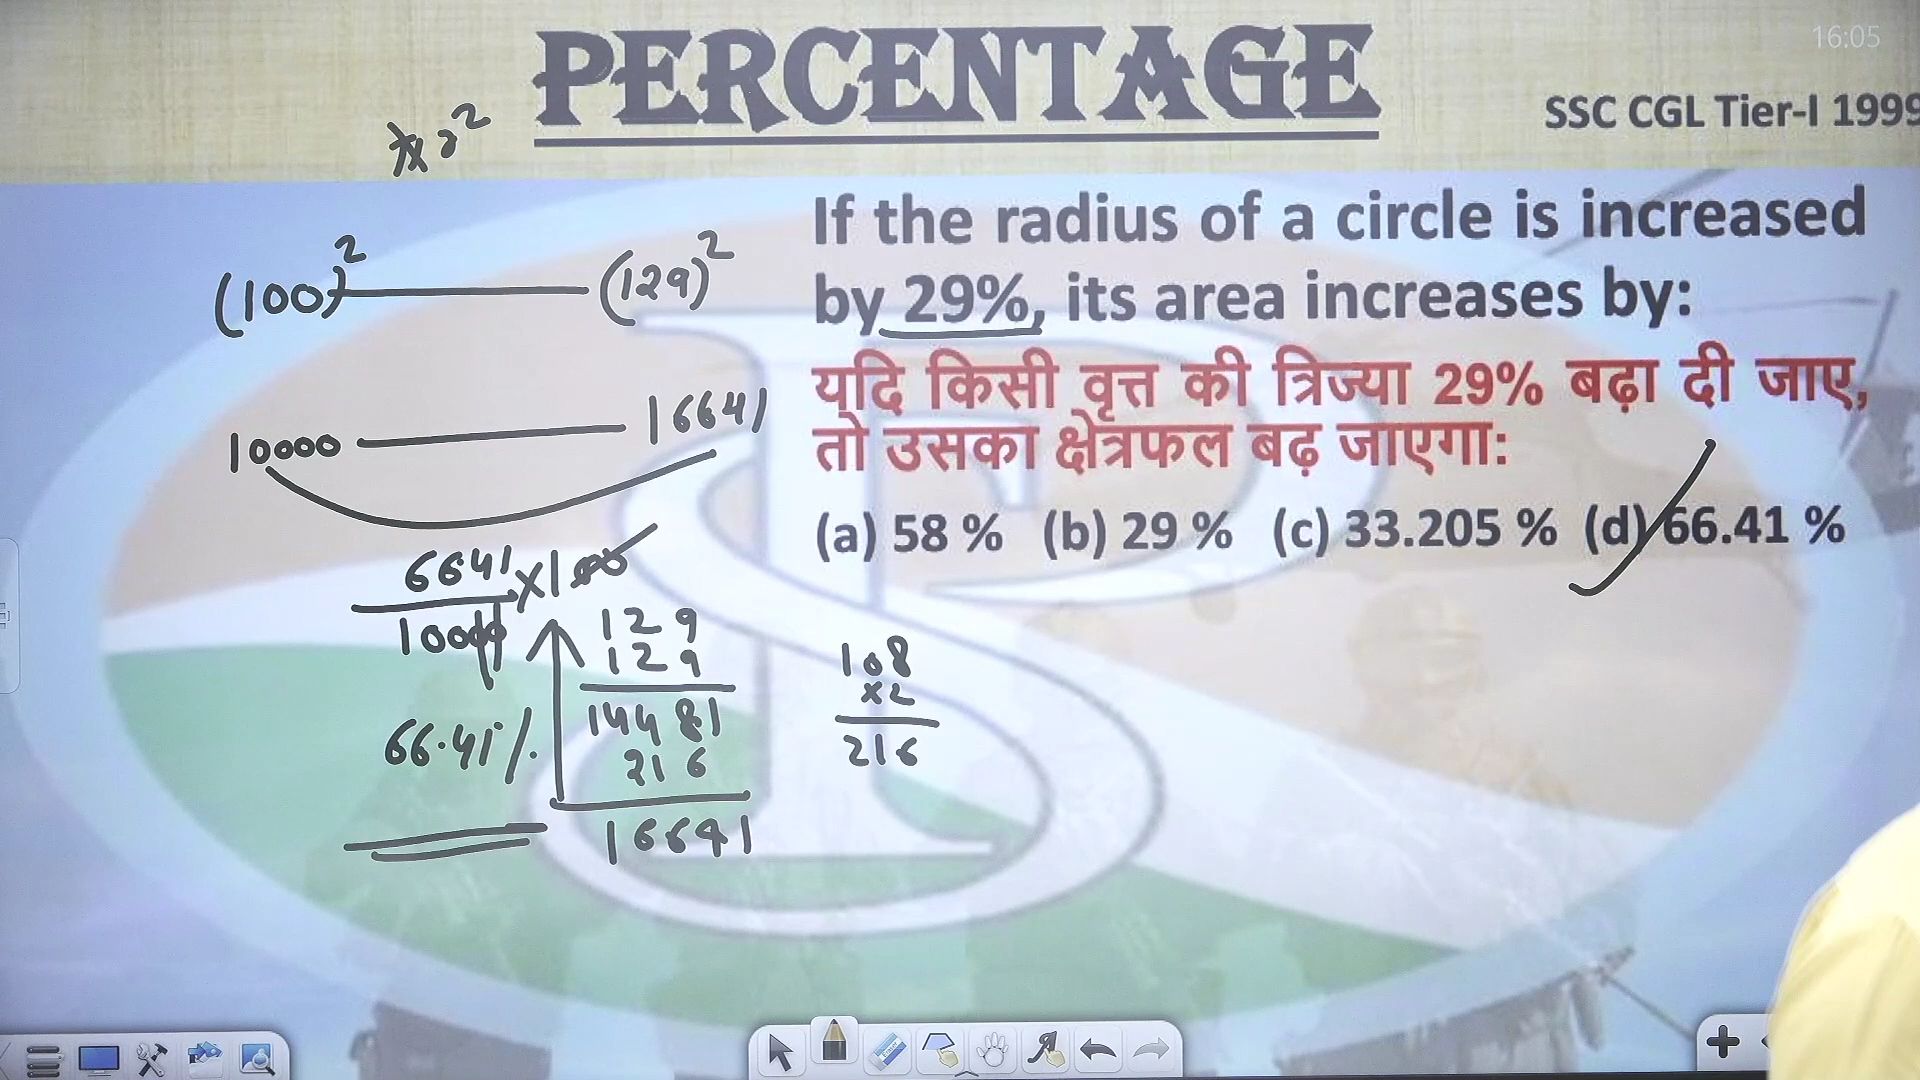 16:05
PERCENTAGE
SSC CGL Tier-I 1999
πr²
If the radius of a circle is increased
by 29%, its area increases by:
यदि किसी वृत्त की त्रिज्या 29% बढ़ा दी जाए,
तो उसका क्षेत्रफल बढ़ जाएगा:
(a) 58 % (b) 29 % (c) 33.205 % (d) 66.41 %
(100)² (129)²
10000 16641
6641 ×100
10000
66.41%
129
129
14481
216
16641
108
×2
216